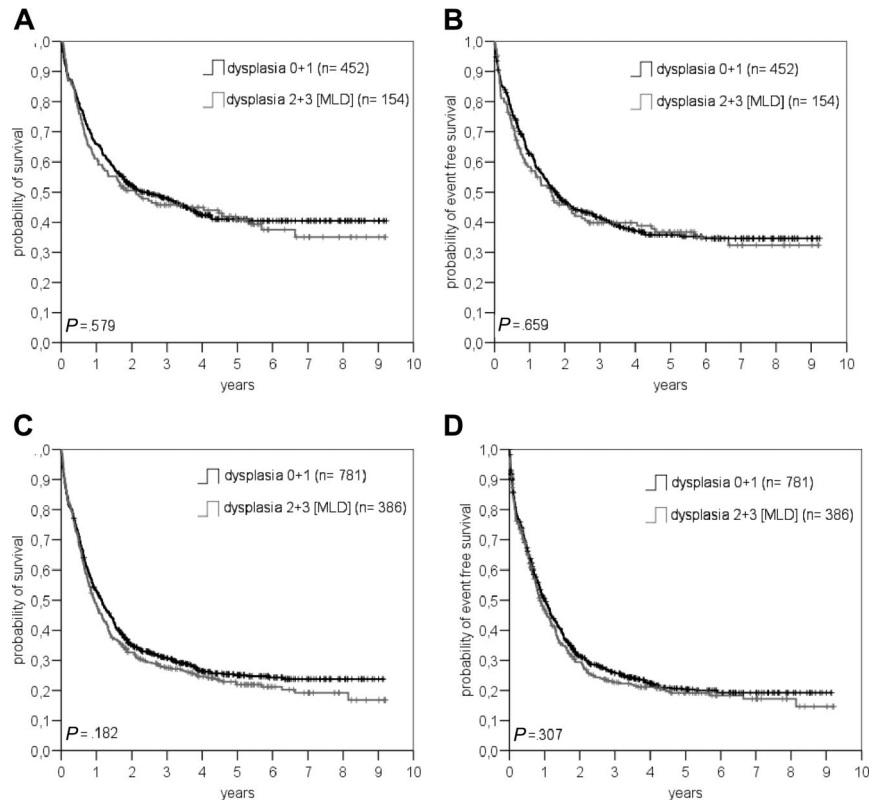 A
probability of survival
,0
0,9
0,8
0,7
0,6
0,5
0,4
0,3
0,2
0,1
0,0
dysplasia 0+1 (n= 452)
dysplasia 2+3 [MLD] (n= 154)
P=.579
0 1 2 3 4 5 6 7 8 9 10
years
B
probability of event free survival
,0
0,9
0,8
0,7
0,6
0,5
0,4
0,3
0,2
0,1
0,0
dysplasia 0+1 (n= 452)
dysplasia 2+3 [MLD] (n= 154)
P=.659
0 1 2 3 4 5 6 7 8 9 10
years
C
probability of survival
,0
0,9
0,8
0,7
0,6
0,5
0,4
0,3
0,2
0,1
0,0
dysplasia 0+1 (n= 781)
dysplasia 2+3 [MLD] (n= 386)
P=.182
0 1 2 3 4 5 6 7 8 9 10
years
D
probability of event free survival
1,0
0,9
0,8
0,7
0,6
0,5
0,4
0,3
0,2
0,1
0,0
dysplasia 0+1 (n= 781)
dysplasia 2+3 [MLD] (n= 386)
P=.307
0 1 2 3 4 5 6 7 8 9 10
years